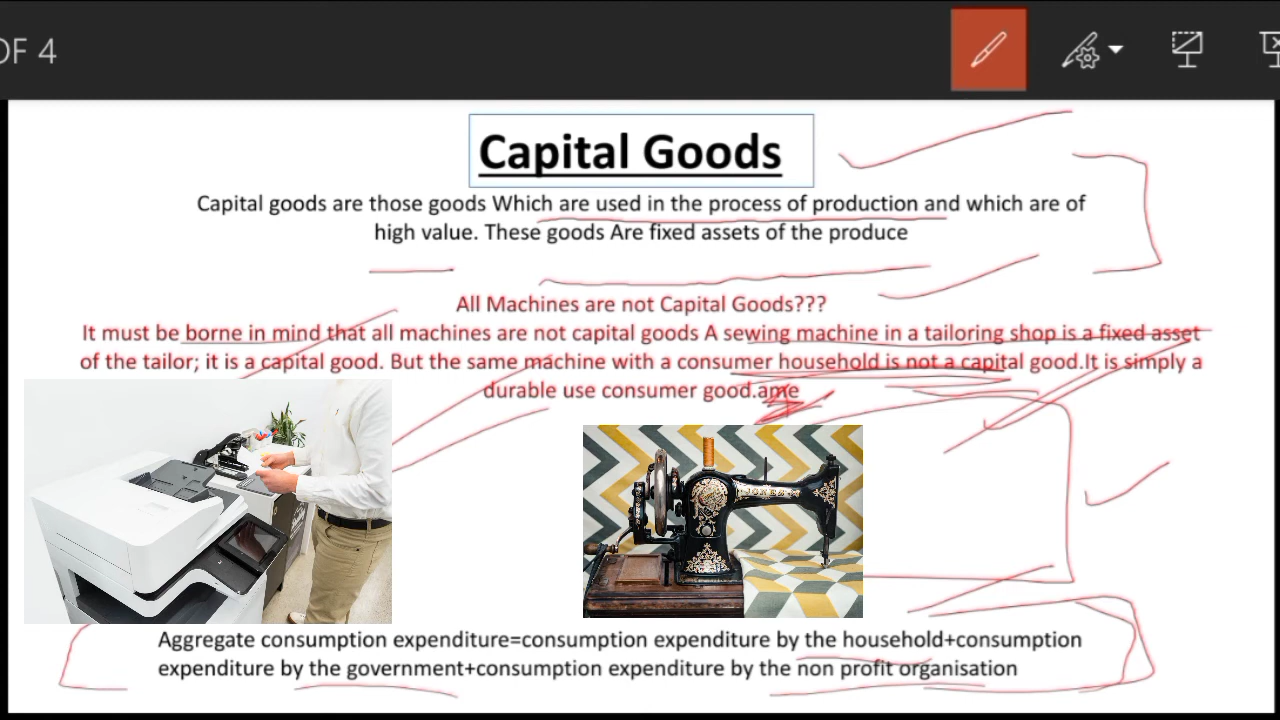 OF 4
Capital Goods
Capital goods are those goods Which are used in the process of production and which are of
high value. These goods Are fixed assets of the produce
All Machines are not Capital Goods???
It must be borne in mind that all machines are not capital goods A sewing machine in a tailoring shop is a fixed asset
of the tailor; it is a capital good. But the same machine with a consumer household is not a capital good.It is simply a
durable use consumer good.ame
JONES
Aggregate consumption expenditure=consumption expenditure by the household+consumption
expenditure by the government+consumption expenditure by the non profit organisation